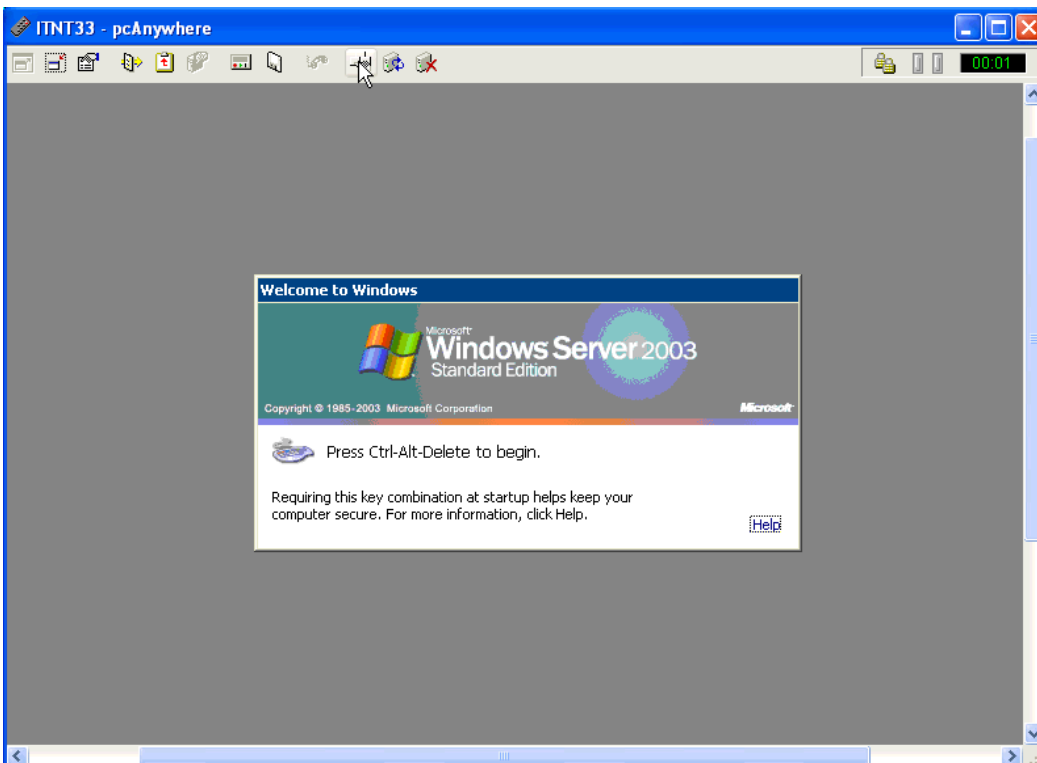 ITNT33 - pcAnywhere
00:01
Welcome to Windows
Microsoft
Windows Server 2003
Standard Edition
Copyright © 1985-2003 Microsoft Corporation Microsoft
Press Ctrl-Alt-Delete to begin.
Requiring this key combination at startup helps keep your
computer secure. For more information, click Help.
Help